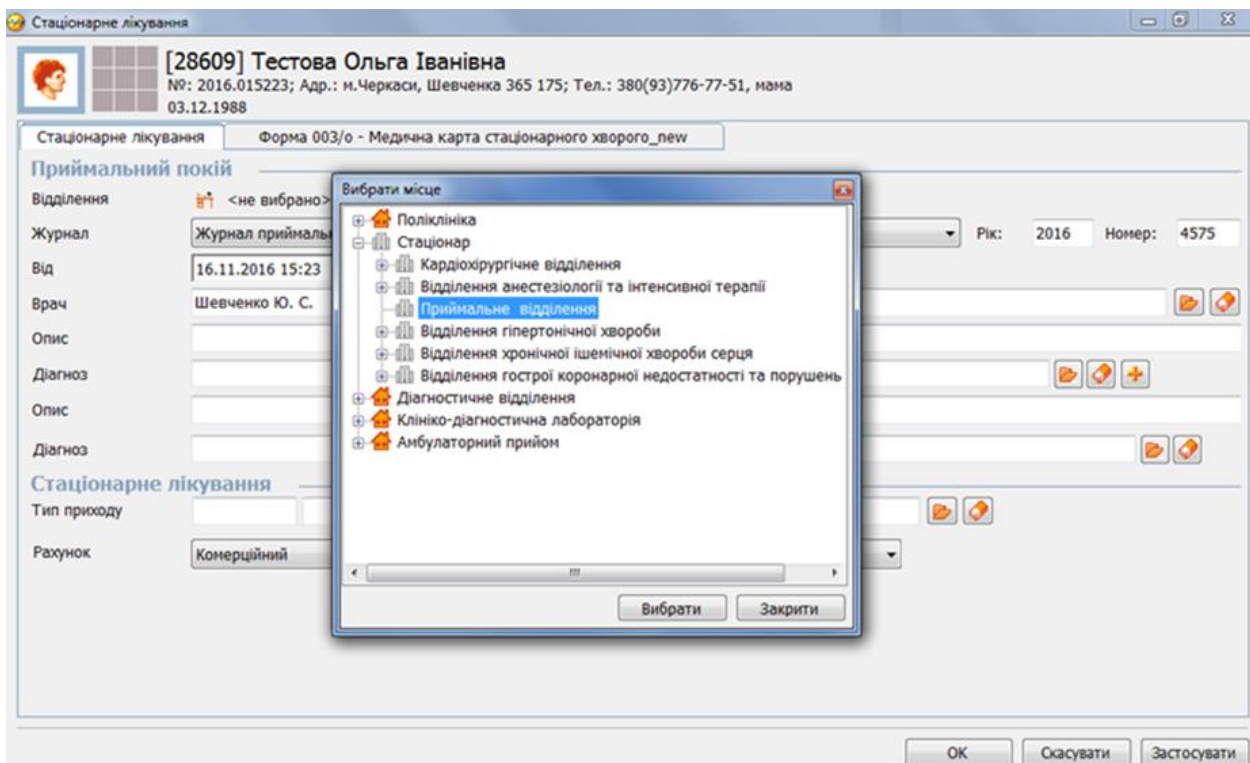 Стаціонарне лікування
[28609] Тестова Ольга Іванівна
№: 2016.015223; Адр.: м.Черкаси, Шевченка 365 175; Тел.: 380(93)776-77-51, мама
03.12.1988
Стаціонарне лікування Форма 003/о - Медична карта стаціонарного хворого_new
Приймальний покій
Відділення <не вибрано>
Журнал Журнал приймаль Рік: 2016 Номер: 4575
Від 16.11.2016 15:23
Врач Шевченко Ю. С.
Опис
Діагноз
Опис
Діагноз
Стаціонарне лікування
Тип приходу
Рахунок Комерційний
Вибрати місце
Поліклініка
Стаціонар
Кардіохірургічне відділення
Відділення анестезіології та інтенсивної терапії
Приймальне відділення
Відділення гіпертонічної хвороби
Відділення хронічної ішемічної хвороби серця
Відділення гострої коронарної недостатності та порушень
Діагностичне відділення
Клініко-діагностична лабораторія
Амбулаторний прийом
Вибрати Закрити
OK Скасувати Застосувати